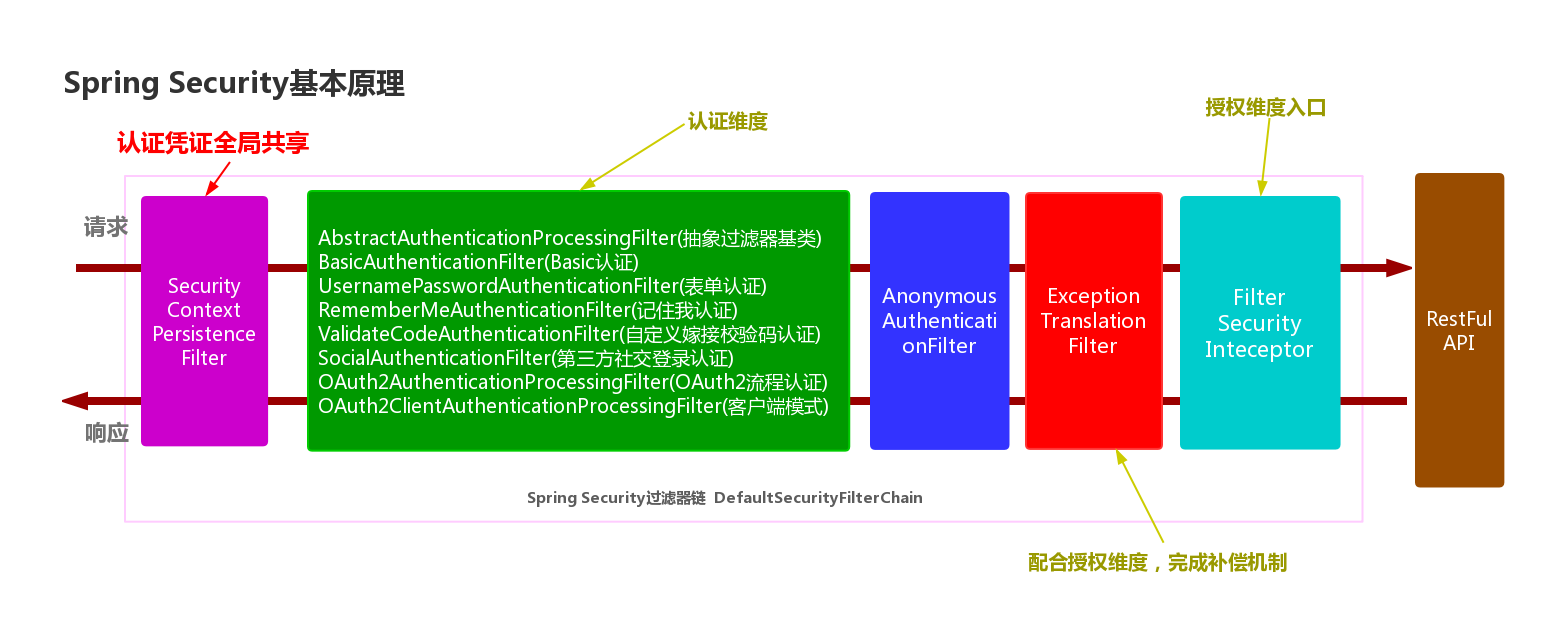 Spring Security基本原理
认证凭证全局共享
认证维度
授权维度入口
请求
响应
Security
Context
Persistence
Filter
AbstractAuthenticationProcessingFilter(抽象过滤器基类)
BasicAuthenticationFilter(Basic认证)
UsernamePasswordAuthenticationFilter(表单认证)
RememberMeAuthenticationFilter(记住我认证)
ValidateCodeAuthenticationFilter(自定义嫁接校验码认证)
SocialAuthenticationFilter(第三方社交登录认证)
OAuth2AuthenticationProcessingFilter(OAuth2流程认证)
OAuth2ClientAuthenticationProcessingFilter(客户端模式)
Anonymous
Authenticati
onFilter
Exception
Translation
Filter
Filter
Security
Inteceptor
RestFul
API
Spring Security过滤器链 DefaultSecurityFilterChain
配合授权维度，完成补偿机制